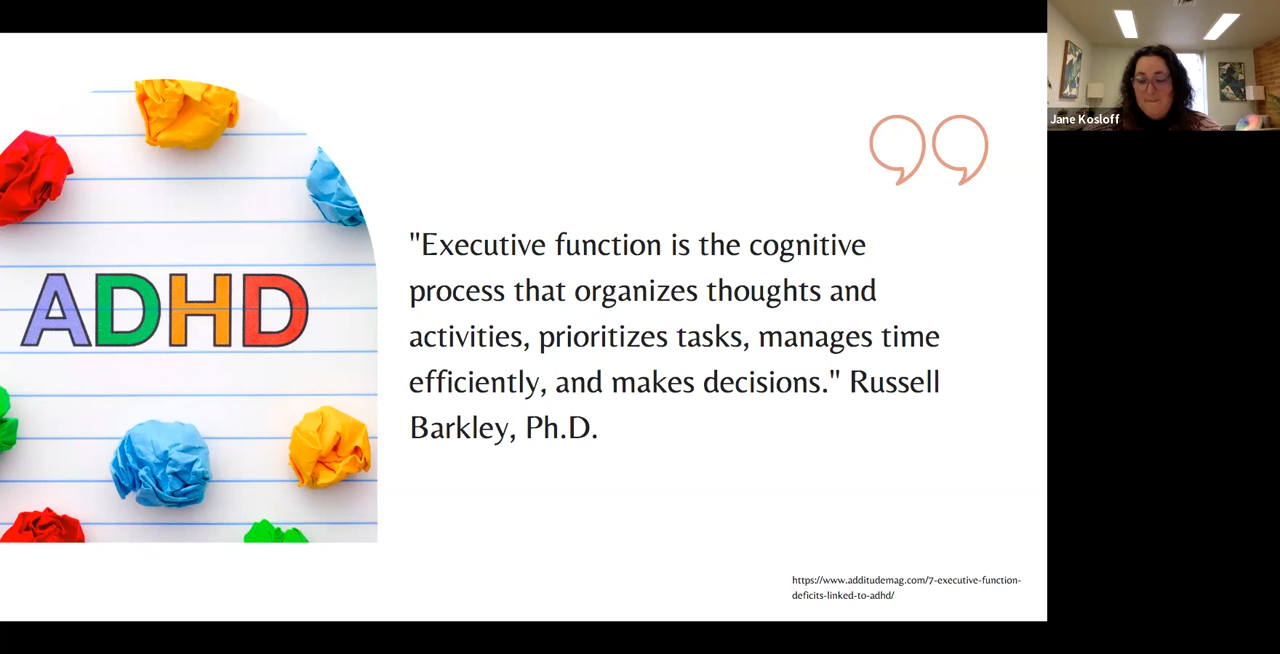 Jane Kosloff
ADHD
"Executive function is the cognitive
process that organizes thoughts and
activities, prioritizes tasks, manages time
efficiently, and makes decisions." Russell
Barkley, Ph.D.
https://www.additudemag.com/7-executive-function-
deficits-linked-to-adhd/